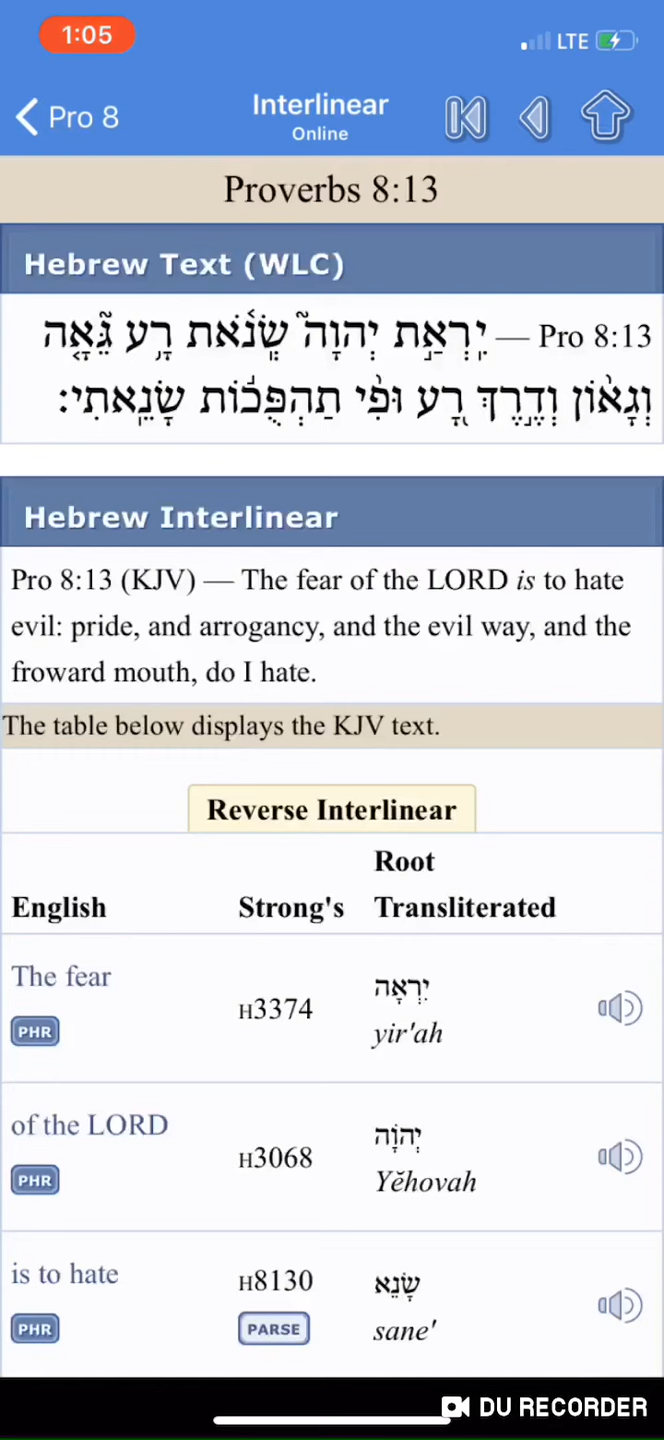 1:05
LTE
Pro 8
Interlinear
Online
Proverbs 8:13
Hebrew Text (WLC)
Pro 8:13 — יִֽרְאַ֣ת יְהוָה֮ שְֽׂנֹ֫את רָ֥ע גֵּ֘אָ֤ה
וְגָא֨וֹן וְדֶ֣רֶךְ רָ֭ע וּפִ֨י תַהְפֻּכ֬וֹת שָׂנֵֽאתִי׃
Hebrew Interlinear
Pro 8:13 (KJV) — The fear of the LORD is to hate
evil: pride, and arrogancy, and the evil way, and the
froward mouth, do I hate.
The table below displays the KJV text.
Reverse Interlinear
English Strong's Root
Transliterated
The fear
PHR
H3374
יִרְאָה
yir'ah
of the LORD
PHR
H3068
יְהוָֹה
Yĕhovah
is to hate
PHR
H8130
PARSE
שָׂנֵא
sane'
DU RECORDER